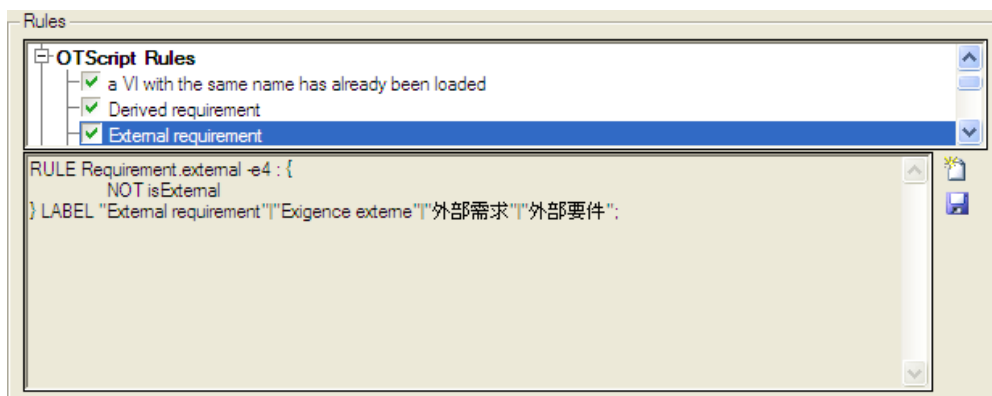 Rules
OTScript Rules
a VI with the same name has already been loaded
Derived requirement
External requirement
RULE Requirement.external -e4 : {
NOT isExternal
} LABEL "External requirement"|"Exigence externe"|"外部需求"|"外部要件";